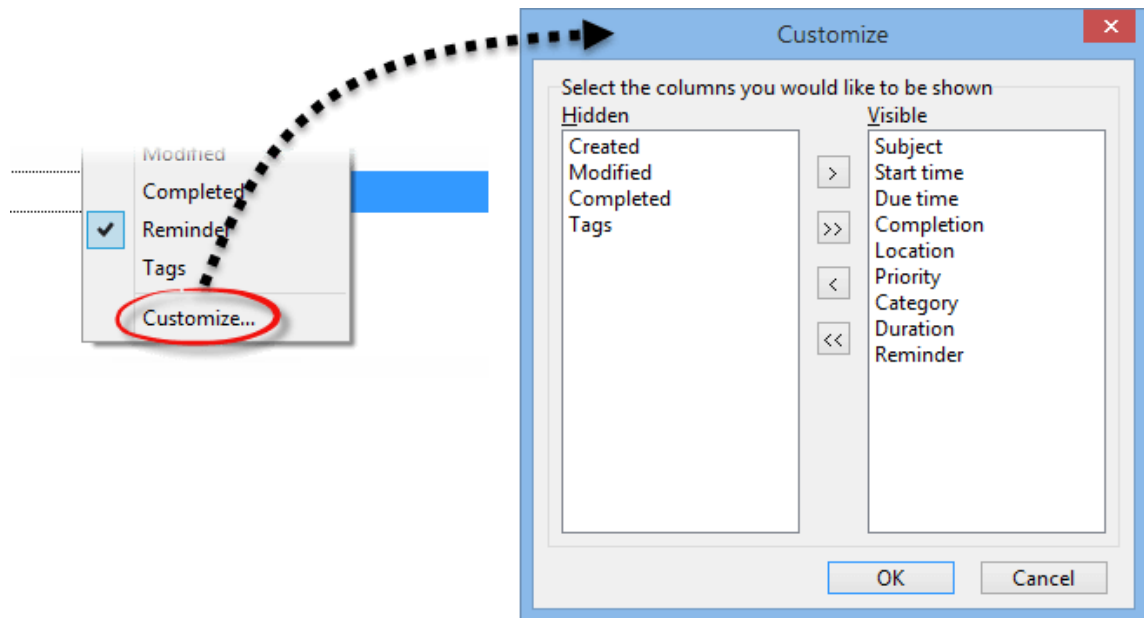 Modified
Completed
Reminder
Tags
Customize...
Customize
Select the columns you would like to be shown
Hidden
Created
Modified
Completed
Tags
>
>>
<
<<
Visible
Subject
Start time
Due time
Completion
Location
Priority
Category
Duration
Reminder
OK
Cancel